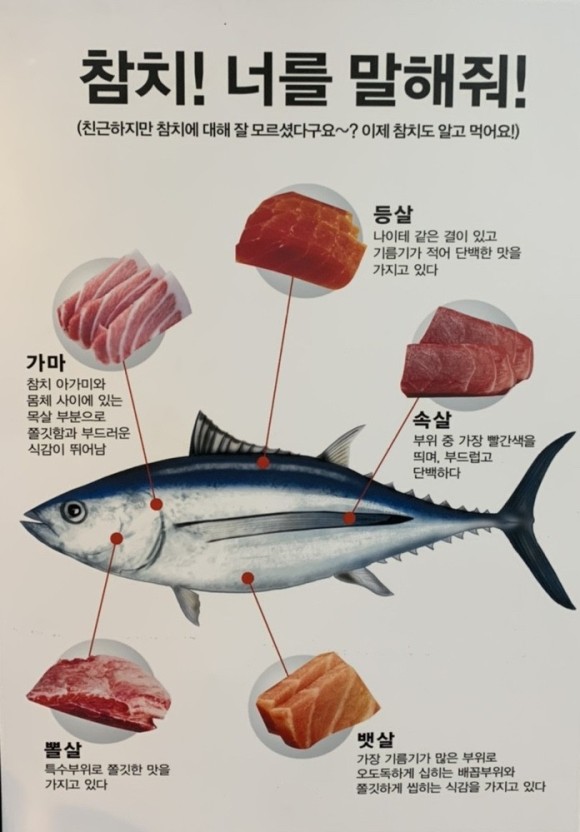 참치! 너를 말해줘!
(친근하지만 참치에 대해 잘 모르셨다구요~? 이제 참치도 알고 먹어요!)
등살
나이테 같은 결이 있고
기름기가 적어 단백한 맛을
가지고 있다
가마
참치 아가미와
몸체 사이에 있는
목살 부분으로
쫄깃함과 부드러운
식감이 뛰어남
속살
부위 중 가장 빨간색을
띄며, 부드럽고
단백하다
뽈살
특수부위로 쫄깃한 맛을
가지고 있다
뱃살
가장 기름기가 많은 부위로
오도독하게 십히는 배꼽부위와
쫄깃하게 씹히는 식감을 가지고 있다